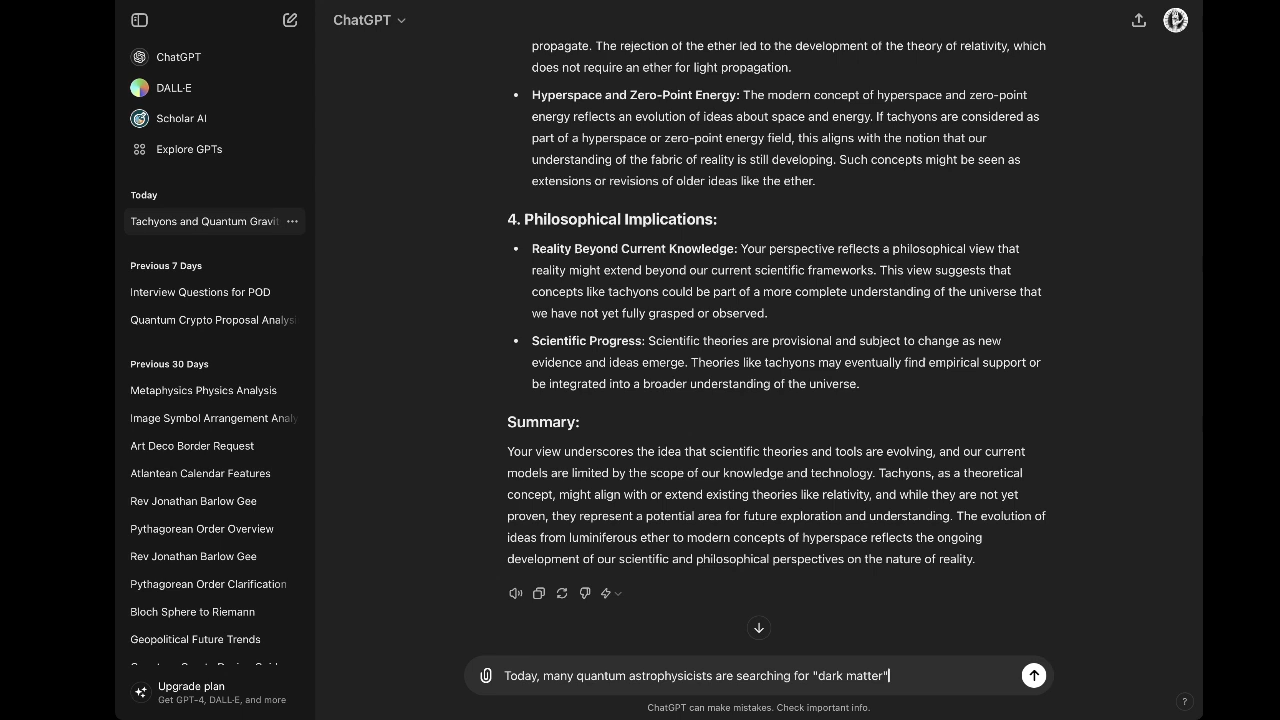 ChatGPT
DALL·E
Scholar AI
Explore GPTs
Today
Tachyons and Quantum Gravit
Previous 7 Days
Interview Questions for POD
Quantum Crypto Proposal Analysi
Previous 30 Days
Metaphysics Physics Analysis
Image Symbol Arrangement Analy
Art Deco Border Request
Atlantean Calendar Features
Rev Jonathan Barlow Gee
Pythagorean Order Overview
Rev Jonathan Barlow Gee
Pythagorean Order Clarification
Bloch Sphere to Riemann
Geopolitical Future Trends
Upgrade plan
Get GPT-4, DALL·E, and more
ChatGPT
propagate. The rejection of the ether led to the development of the theory of relativity, which
does not require an ether for light propagation.
• Hyperspace and Zero-Point Energy: The modern concept of hyperspace and zero-point
energy reflects an evolution of ideas about space and energy. If tachyons are considered as
part of a hyperspace or zero-point energy field, this aligns with the notion that our
understanding of the fabric of reality is still developing. Such concepts might be seen as
extensions or revisions of older ideas like the ether.
4. Philosophical Implications:
• Reality Beyond Current Knowledge: Your perspective reflects a philosophical view that
reality might extend beyond our current scientific frameworks. This view suggests that
concepts like tachyons could be part of a more complete understanding of the universe that
we have not yet fully grasped or observed.
• Scientific Progress: Scientific theories are provisional and subject to change as new
evidence and ideas emerge. Theories like tachyons may eventually find empirical support or
be integrated into a broader understanding of the universe.
Summary:
Your view underscores the idea that scientific theories and tools are evolving, and our current
models are limited by the scope of our knowledge and technology. Tachyons, as a theoretical
concept, might align with or extend existing theories like relativity, and while they are not yet
proven, they represent a potential area for future exploration and understanding. The evolution of
ideas from luminiferous ether to modern concepts of hyperspace reflects the ongoing
development of our scientific and philosophical perspectives on the nature of reality.
Today, many quantum astrophysicists are searching for "dark matter"
ChatGPT can make mistakes. Check important info.
?